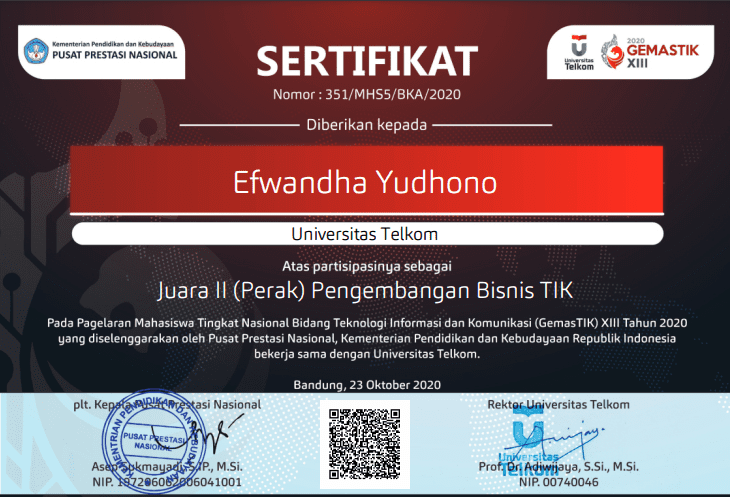 Kementerian Pendidikan dan Kebudayaan
PUSAT PRESTASI NASIONAL
Universitas
Telkom
2020
GEMASTIK
XIII
SERTIFIKAT
Nomor : 351/MHS5/BKA/2020
Diberikan kepada
Efwandha Yudhono
Universitas Telkom
Atas partisipasinya sebagai
Juara II (Perak) Pengembangan Bisnis TIK
Pada Pagelaran Mahasiswa Tingkat Nasional Bidang Teknologi Informasi dan Komunikasi (GemasTIK) XIII Tahun 2020
yang diselenggarakan oleh Pusat Prestasi Nasional, Kementerian Pendidikan dan Kebudayaan Republik Indonesia
bekerja sama dengan Universitas Telkom.
Bandung, 23 Oktober 2020
plt. Kepala Pusat Prestasi Nasional
PUSAT PRESTASI
NASIONAL
Asep Sukmayadi, S.IP., M.Si.
NIP. 197206062006041001
Rektor Universitas Telkom
Universitas
Telkom
Prof. Dr. Adiwijaya, S.Si., M.Si.
NIP. 00740046